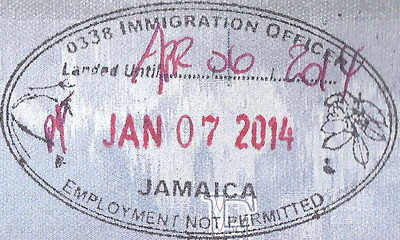 0338 IMMIGRATION OFFICER
Landed Until APR 06 2014
JAN 07 2014
JAMAICA
EMPLOYMENT NOT PERMITTED